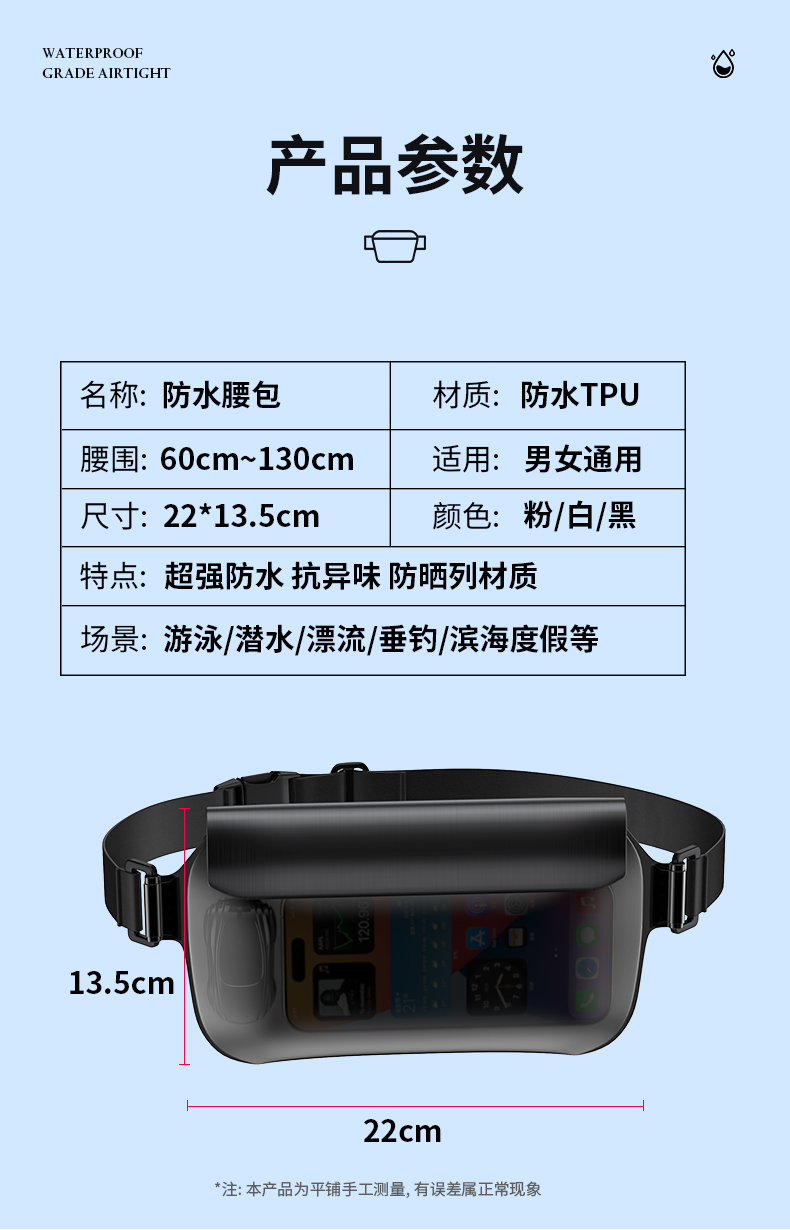 WATERPROOF
GRADE AIRTIGHT
产品参数
名称: 防水腰包
材质: 防水TPU
腰围: 60cm~130cm
适用: 男女通用
尺寸: 22*13.5cm
颜色: 粉/白/黑
特点: 超强防水 抗异味 防晒列材质
场景: 游泳/潜水/漂流/垂钓/滨海度假等
120.96
21°
13.5cm
22cm
*注: 本产品为平铺手工测量, 有误差属正常现象